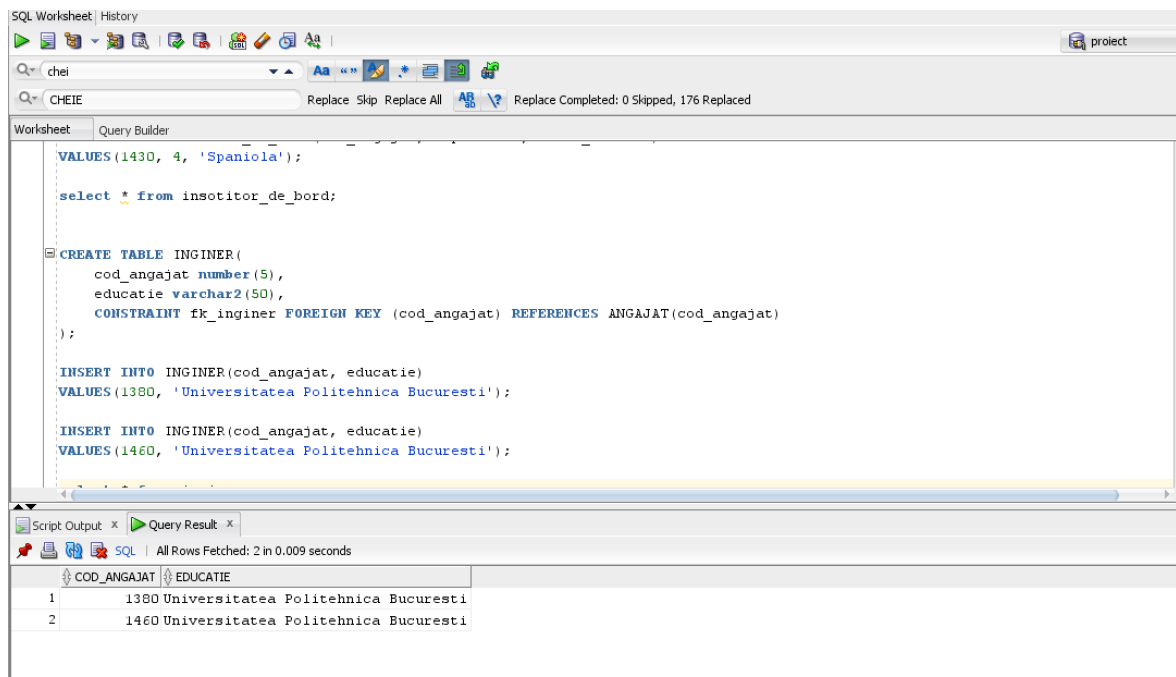 SQL Worksheet History
proiect
chei
Aa “”
CHEIE
Replace Skip Replace All Replace Completed: 0 Skipped, 176 Replaced
Worksheet Query Builder
VALUES(1430, 4, 'Spaniola');
select * from insotitor_de_bord;
CREATE TABLE INGINER(
cod_angajat number(5),
educatie varchar2(50),
CONSTRAINT fk_inginer FOREIGN KEY (cod_angajat) REFERENCES ANGAJAT(cod_angajat)
);
INSERT INTO INGINER(cod_angajat, educatie)
VALUES(1380, 'Universitatea Politehnica Bucuresti');
INSERT INTO INGINER(cod_angajat, educatie)
VALUES(1460, 'Universitatea Politehnica Bucuresti');
Script Output x Query Result x
SQL | All Rows Fetched: 2 in 0.009 seconds
COD_ANGAJAT EDUCATIE
1 1380 Universitatea Politehnica Bucuresti
2 1460 Universitatea Politehnica Bucuresti